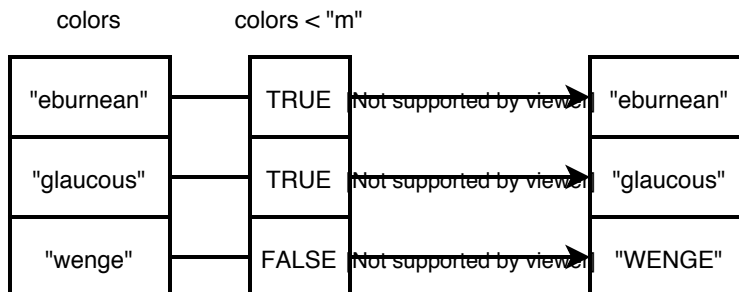 colors colors < "m"
"eburnean" TRUE [Not supported by viewer] "eburnean"
"glaucous" TRUE [Not supported by viewer] "glaucous"
"wenge" FALSE [Not supported by viewer] "WENGE"